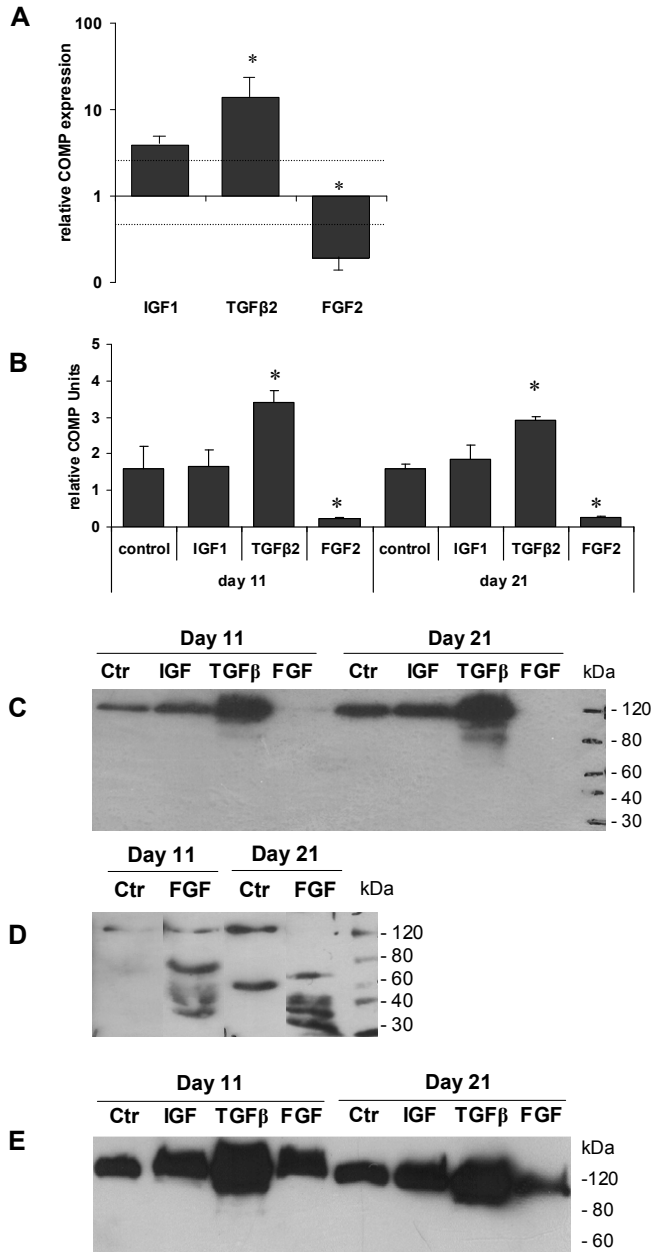 A
relative COMP expression
100
10
1
0
*
*
IGF1 TGFβ2 FGF2
B
relative COMP Units
5
4
3
2
1
0
*
*
*
*
control IGF1 TGFβ2 FGF2 control IGF1 TGFβ2 FGF2
day 11 day 21
Day 11 Day 21
Ctr IGF TGFβ FGF Ctr IGF TGFβ FGF kDa
C
- 120
- 80
- 60
- 40
- 30
Day 11 Day 21
Ctr FGF Ctr FGF kDa
D
- 120
- 80
- 60
- 40
- 30
Day 11 Day 21
Ctr IGF TGFβ FGF Ctr IGF TGFβ FGF
E
kDa
-120
- 80
- 60